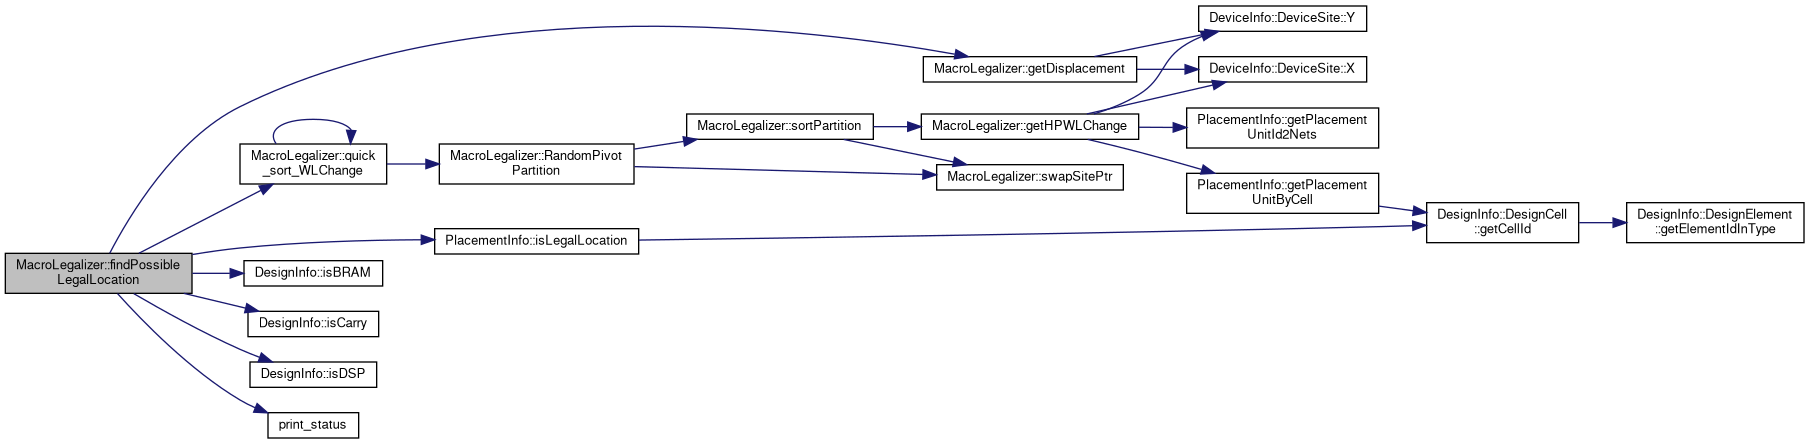 DeviceInfo::DeviceSite::Y
MacroLegalizer::getDisplacement
DeviceInfo::DeviceSite::X
MacroLegalizer::sortPartition
MacroLegalizer::getHPWLChange
PlacementInfo::getPlacement
UnitId2Nets
MacroLegalizer::quick
_sort_WLChange
MacroLegalizer::RandomPivot
Partition
MacroLegalizer::swapSitePtr
PlacementInfo::getPlacement
UnitByCell
DesignInfo::DesignCell
::getCellId
DesignInfo::DesignElement
::getElementIdInType
PlacementInfo::isLegalLocation
MacroLegalizer::findPossible
LegalLocation
DesignInfo::isBRAM
DesignInfo::isCarry
DesignInfo::isDSP
print_status